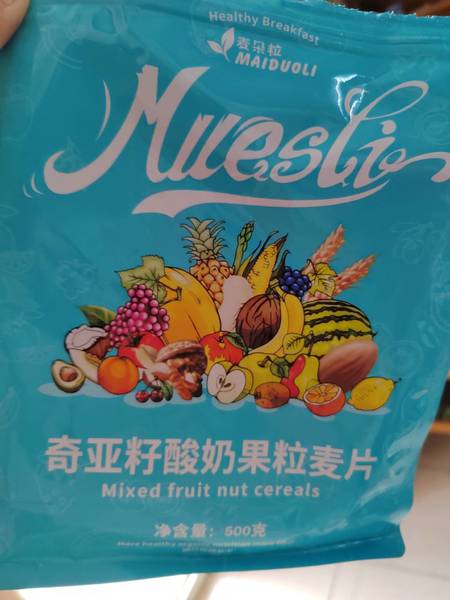 Healthy Breakfast
麦朵粒
MAIDUOLI
Muesli
奇亚籽酸奶果粒麦片
Mixed fruit nut cereals
净含量：500克